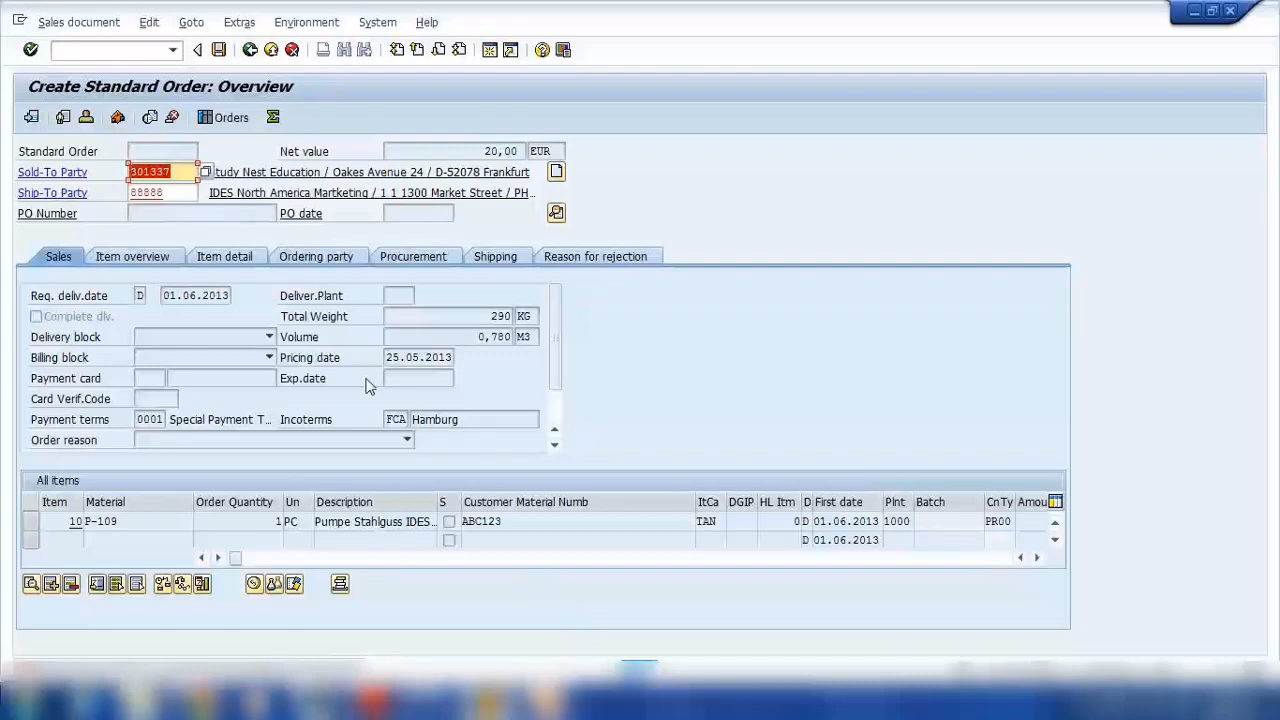 Sales document Edit Goto Extras Environment System Help
Create Standard Order: Overview
Orders
Standard Order Net value 20,00 EUR
Sold-To Party 301337 tudy Nest Education / Oakes Avenue 24 / D-52078 Frankfurt
Ship-To Party 88888 IDES North America Martketing / 1 1 1300 Market Street / PH...
PO Number PO date
Sales Item overview Item detail Ordering party Procurement Shipping Reason for rejection
Req. deliv.date D 01.06.2013 Deliver.Plant
Complete dlv. Total Weight 290 KG
Delivery block Volume 0,780 M3
Billing block Pricing date 25.05.2013
Payment card Exp.date
Card Verif.Code
Payment terms 0001 Special Payment T... Incoterms FCA Hamburg
Order reason
All items
Item Material Order Quantity Un Description S Customer Material Numb ItCa DGIP HL Itm D First date Plnt Batch CnTy Amou
10 P-109 1 PC Pumpe Stahlguss IDES... ABC123 TAN 0 D 01.06.2013 1000 PR00
D 01.06.2013